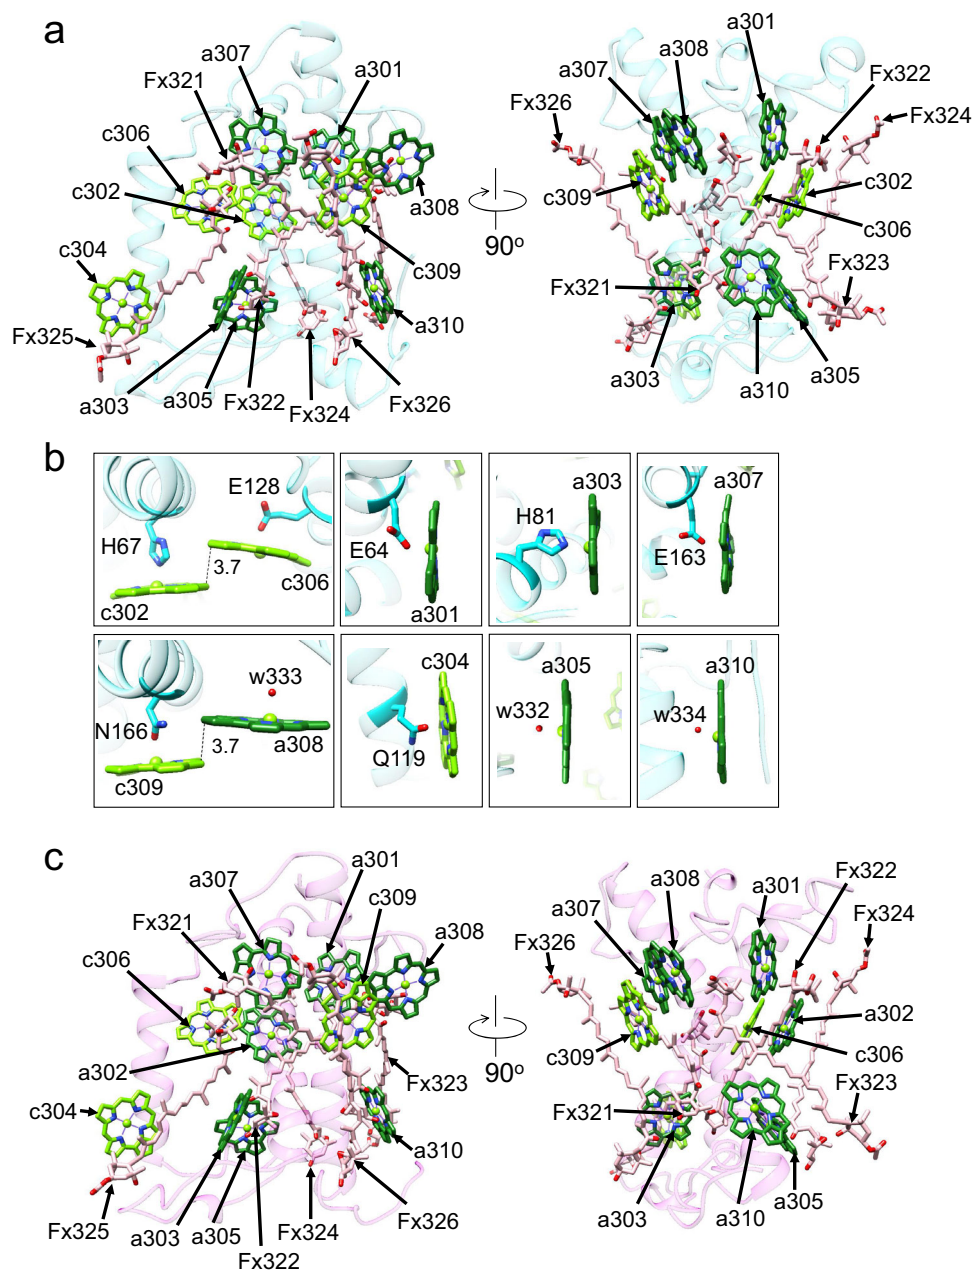 a
a307
a301
Fx321
c306
c302
a308
c304
c309
a310
Fx325
a303
a305
Fx322
Fx324
Fx326
90°
a301
a308
a307
Fx322
Fx326
Fx324
c309
c302
c306
Fx321
Fx323
a303
a310
a305
b
E128
H67
3.7
c306
c302
E64
a301
a303
H81
a307
E163
w333
N166
3.7
a308
c309
c304
Q119
a305
w332
a310
w334
c
a307
a301
c309
Fx321
a308
c306
a302
Fx323
c304
a310
Fx325
a303
a305
Fx322
Fx324
Fx326
90°
a308
a301
Fx322
a307
Fx324
Fx326
a302
c309
c306
Fx323
Fx321
a303
a310
a305